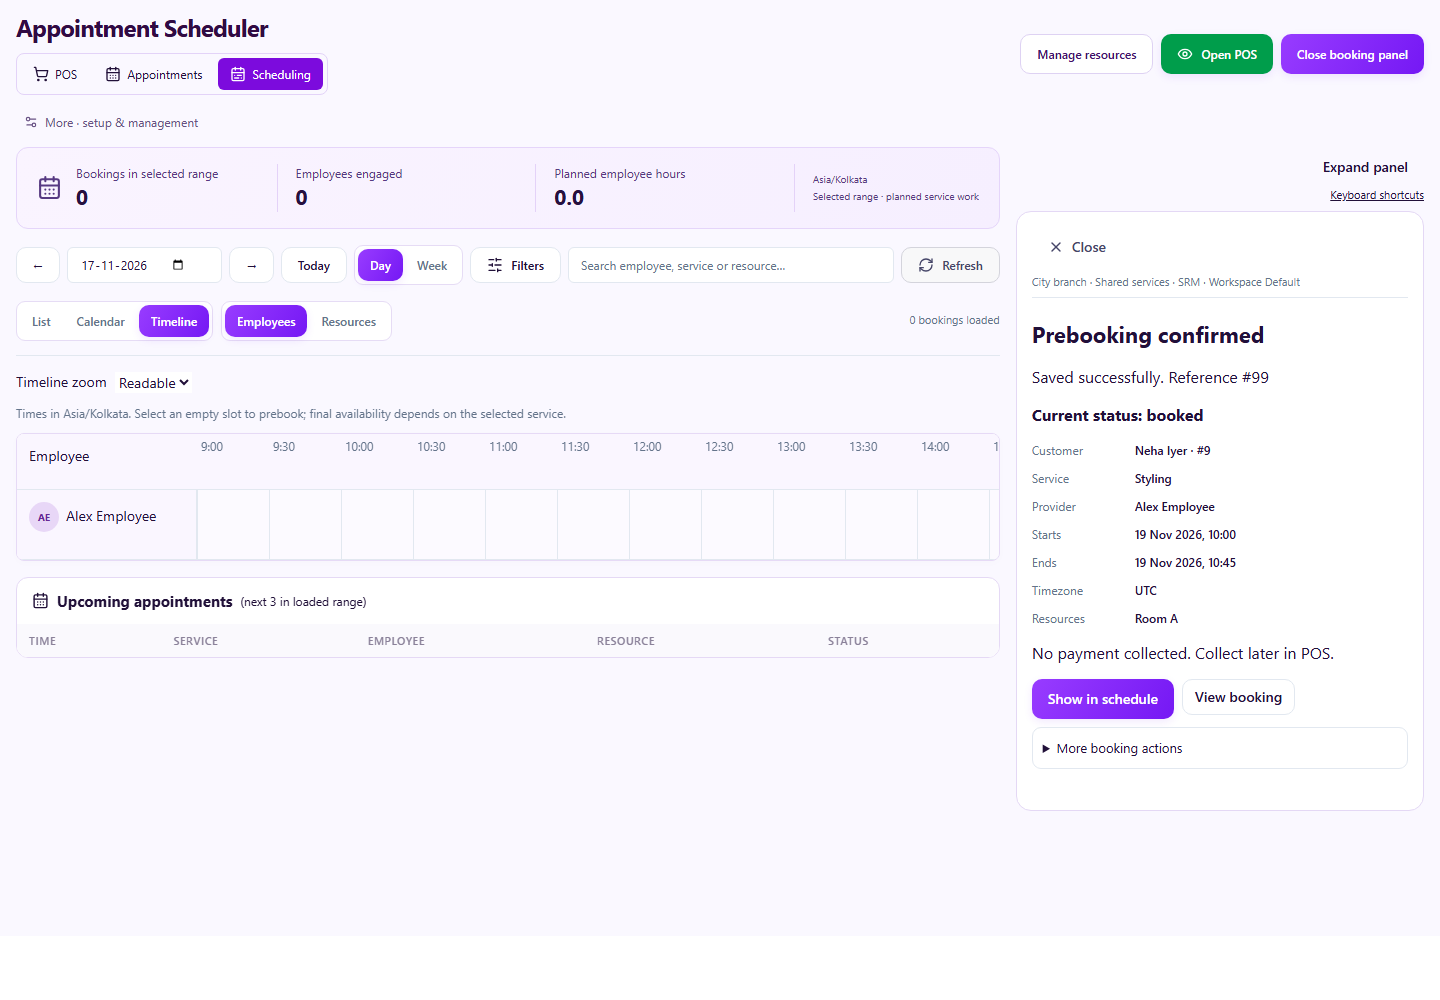 Appointment Scheduler
POS
Appointments
Scheduling
Manage resources
Open POS
Close booking panel
More · setup & management
Bookings in selected range
0
Employees engaged
0
Planned employee hours
0.0
Asia/Kolkata
Selected range · planned service work
Expand panel
Keyboard shortcuts
←
17-11-2026
→
Today
Day
Week
Filters
Search employee, service or resource...
Refresh
List
Calendar
Timeline
Employees
Resources
0 bookings loaded
Timeline zoom
Readable
Times in Asia/Kolkata. Select an empty slot to prebook; final availability depends on the selected service.
Employee
9:00
9:30
10:00
10:30
11:00
11:30
12:00
12:30
13:00
13:30
14:00
1
AE
Alex Employee
Upcoming appointments (next 3 in loaded range)
TIME
SERVICE
EMPLOYEE
RESOURCE
STATUS
Close
City branch · Shared services · SRM · Workspace Default
Prebooking confirmed
Saved successfully. Reference #99
Current status: booked
Customer Neha Iyer · #9
Service Styling
Provider Alex Employee
Starts 19 Nov 2026, 10:00
Ends 19 Nov 2026, 10:45
Timezone UTC
Resources Room A
No payment collected. Collect later in POS.
Show in schedule
View booking
More booking actions